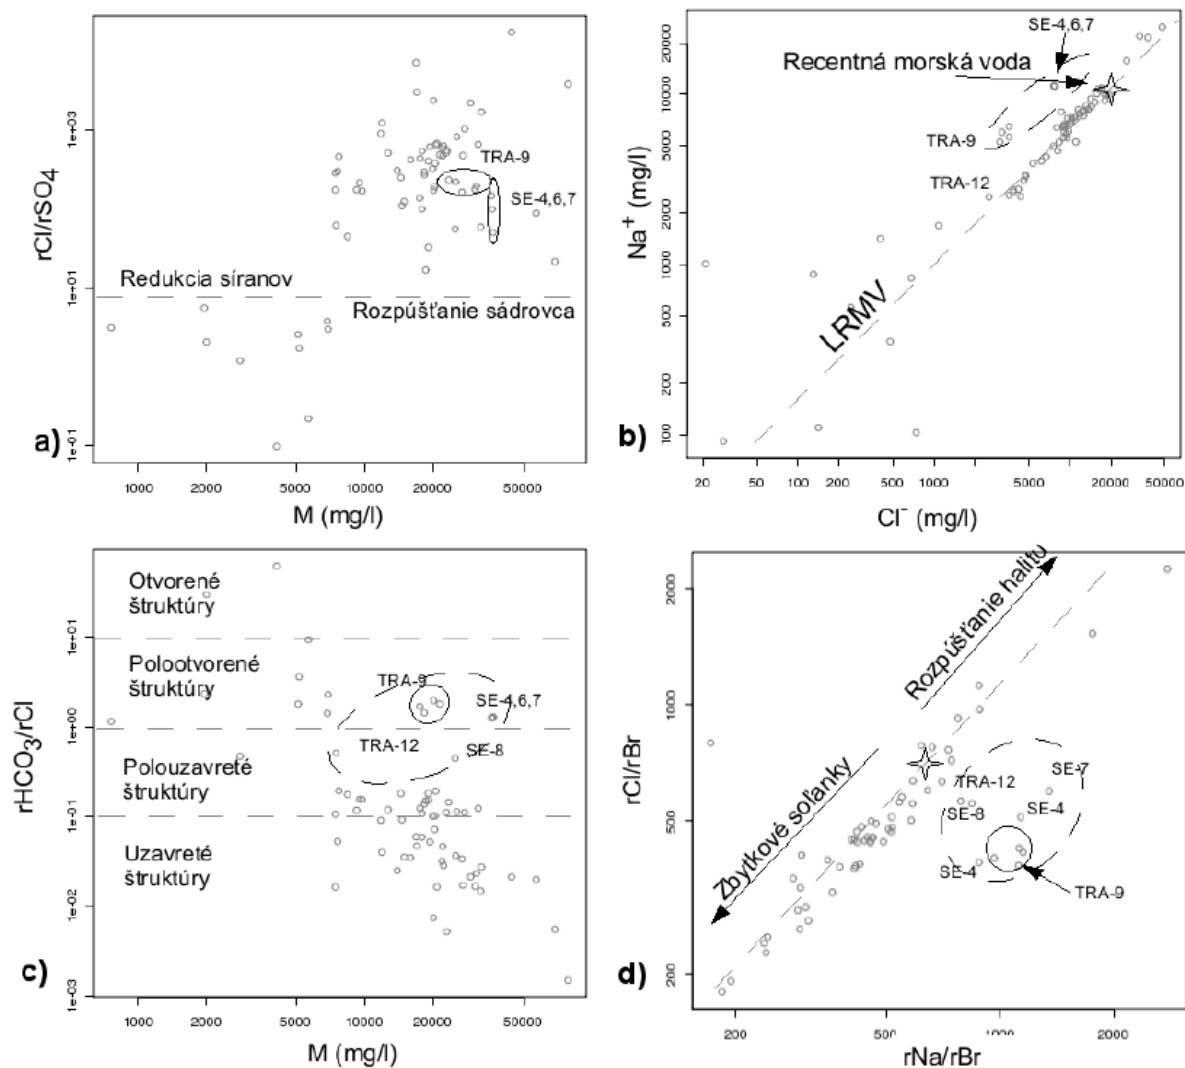 1e+03
1e+01
1e-01
rCl/rSO4
TRA-9
SE-4,6,7
Redukcia síranov
Rozpúšťanie sádrovca
a)
1000 2000 5000 10000 20000 50000
M (mg/l)
20000
10000
5000
2000
1000
500
200
100
Na+ (mg/l)
SE-4,6,7
Recentná morská voda
TRA-9
TRA-12
LRMV
b)
20 50 100 200 500 1000 5000 20000 50000
Cl- (mg/l)
1e+01
1e+00
1e-01
1e-02
1e-03
rHCO3/rCl
Otvorené
štruktúry
Polootvorené
štruktúry
TRA-9
SE-4,6,7
TRA-12
SE-8
Polouzavreté
štruktúry
Uzavreté
štruktúry
c)
1000 2000 5000 10000 20000 50000
M (mg/l)
2000
1000
500
200
rCl/rBr
Rozpúšťanie halitu
Zbytkové soľanky
TRA-12
SE-7
SE-8
SE-4
SE-4
TRA-9
d)
200 500 1000 2000
rNa/rBr